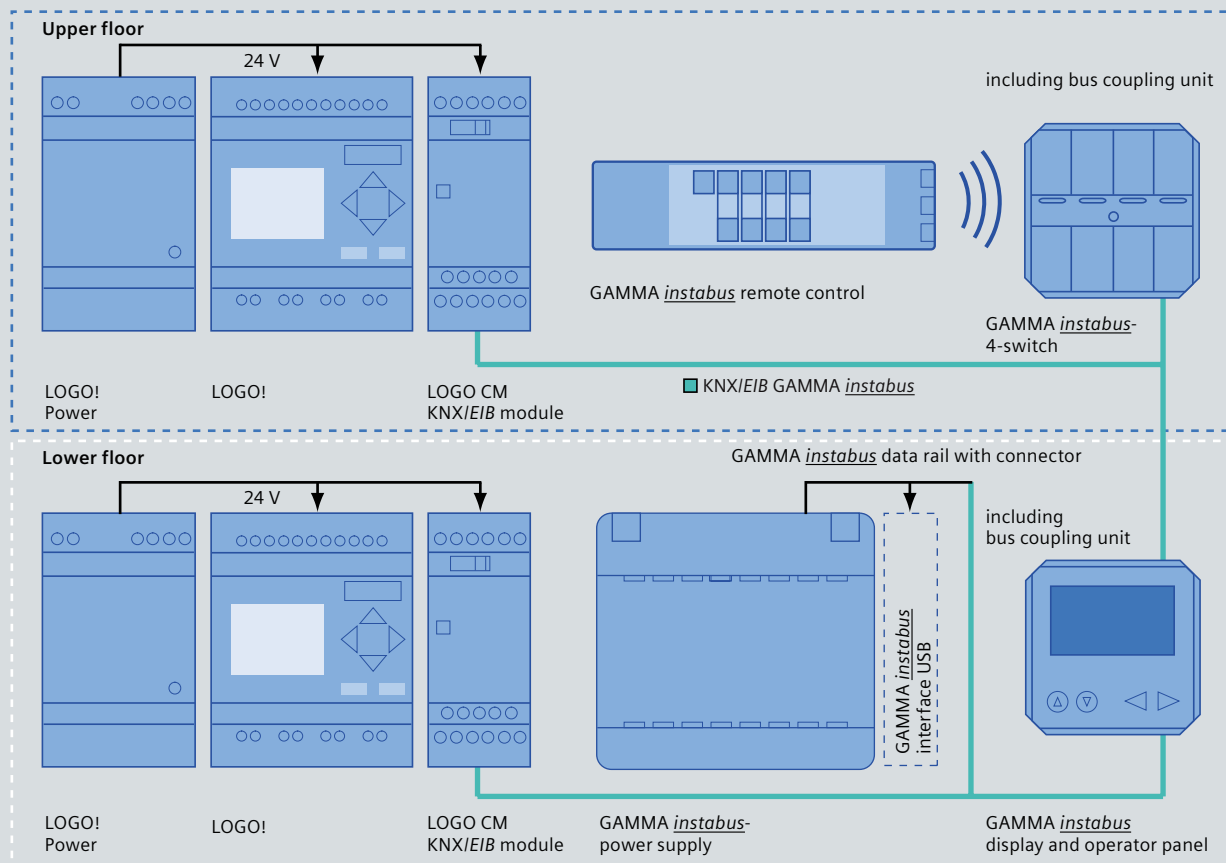 Upper floor
24 V
including bus coupling unit
GAMMA instabus remote control
GAMMA instabus-
4-switch
LOGO!
Power
LOGO!
LOGO CM
KNX/EIB module
KNX/EIB GAMMA instabus
Lower floor
GAMMA instabus data rail with connector
24 V
including
bus coupling unit
GAMMA instabus
interface USB
LOGO!
Power
LOGO!
LOGO CM
KNX/EIB module
GAMMA instabus-
power supply
GAMMA instabus
display and operator panel